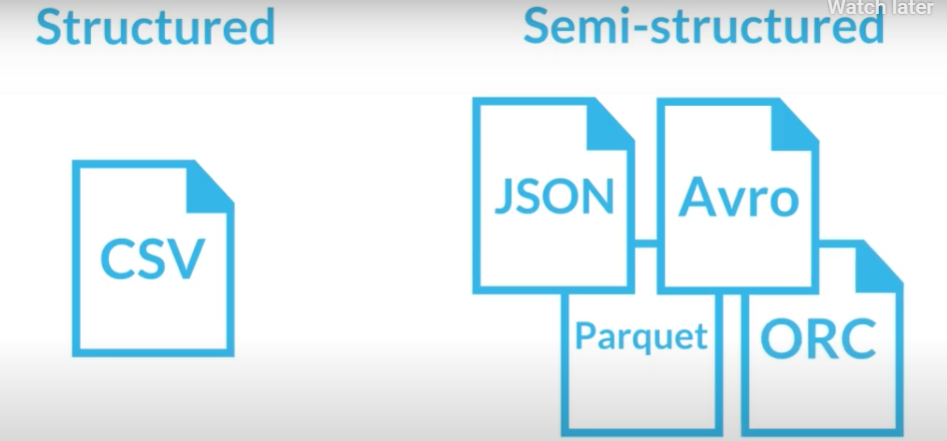 Structured
Semi-structured
Watch later
CSV
JSON
Avro
Parquet
ORC